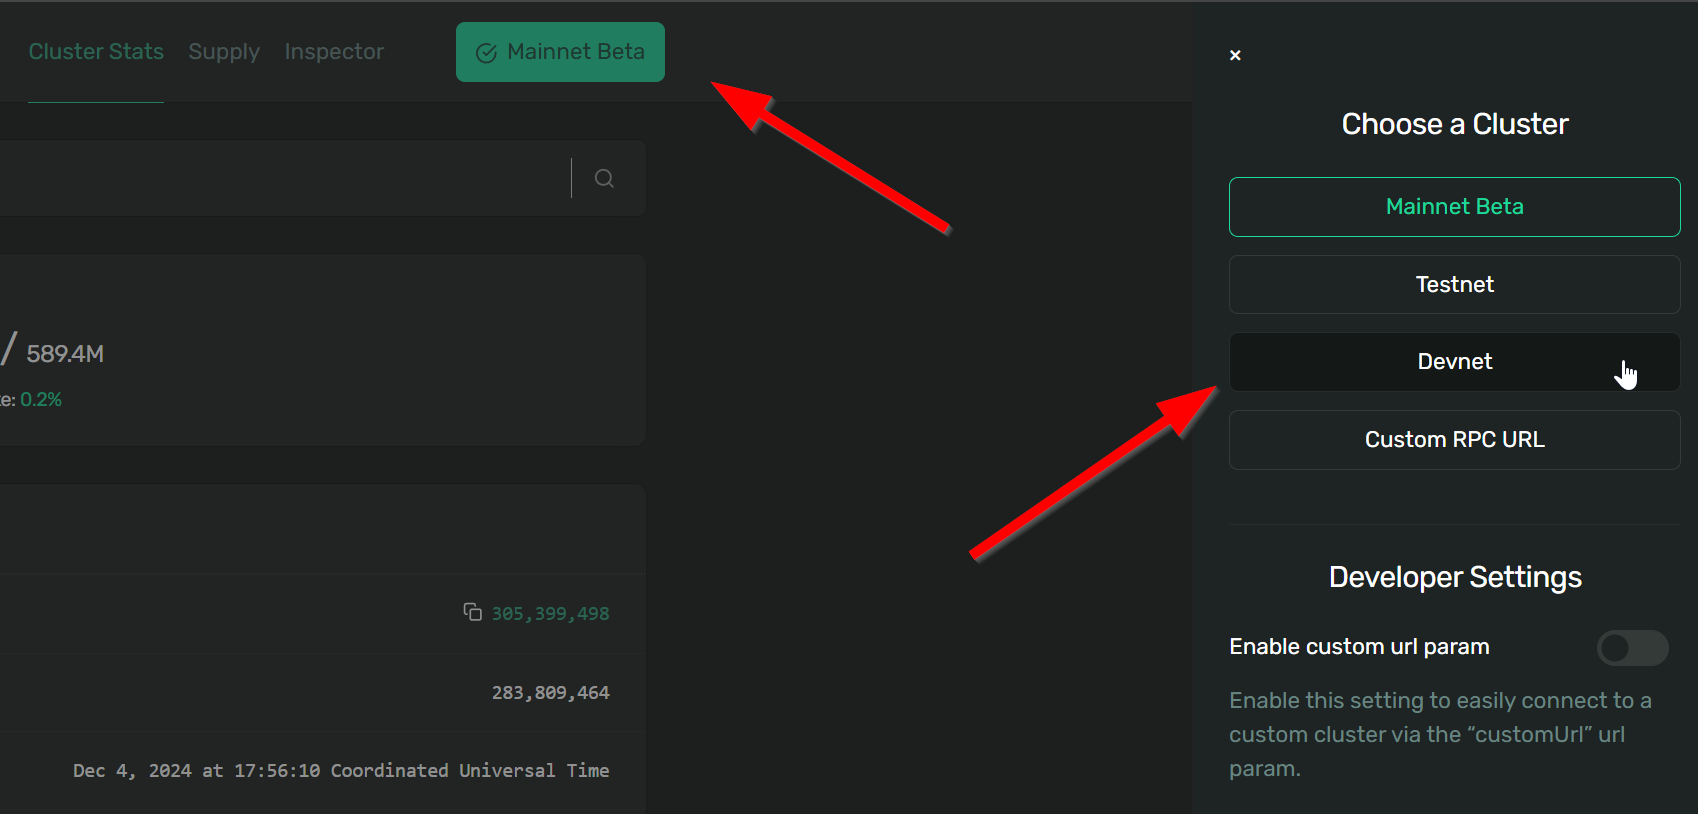 Cluster Stats Supply Inspector Mainnet Beta
/ 589.4M
e: 0.2%
305,399,498
283,809,464
Dec 4, 2024 at 17:56:10 Coordinated Universal Time
×
Choose a Cluster
Mainnet Beta
Testnet
Devnet
Custom RPC URL
Developer Settings
Enable custom url param
Enable this setting to easily connect to a
custom cluster via the “customUrl” url
param.